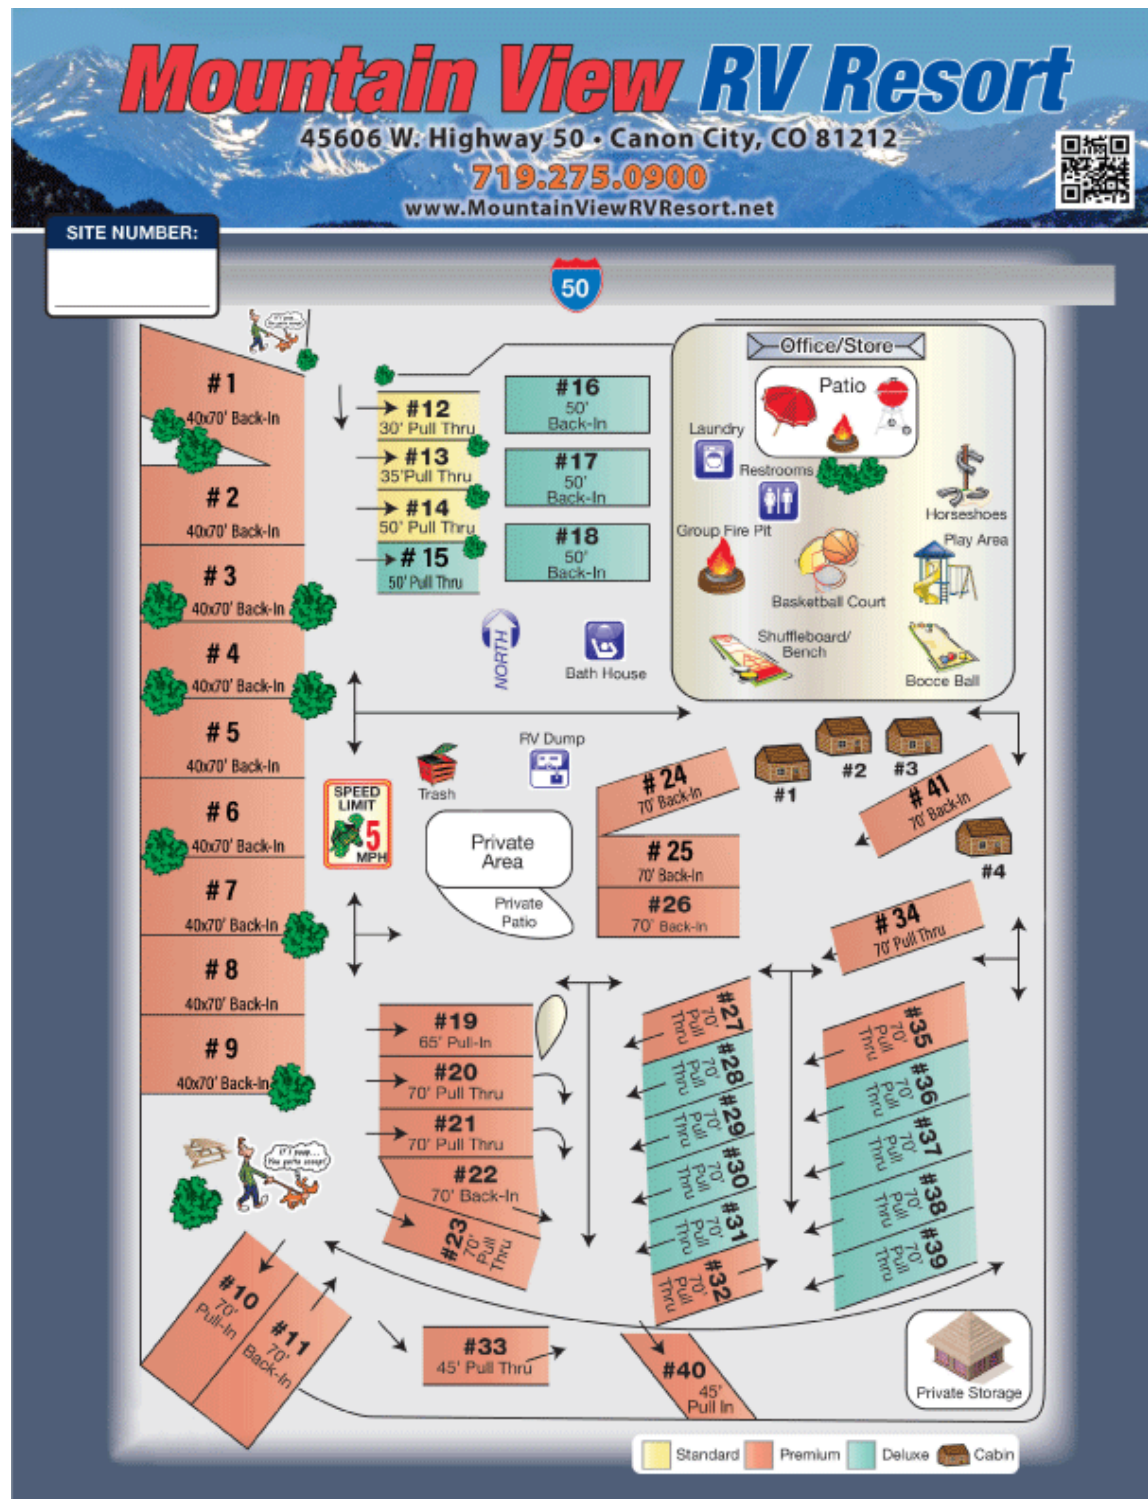 Mountain View RV Resort
45606 W. Highway 50 • Canon City, CO 81212
719.275.0900
www.MountainViewRVResort.net
SITE NUMBER:
50
#1
40x70' Back-In
#2
40x70' Back-In
#3
40x70' Back-In
#4
40x70' Back-In
#5
40x70' Back-In
#6
40x70' Back-In
#7
40x70' Back-In
#8
40x70' Back-In
#9
40x70' Back-In
#10
70'
Pull-In
#11
70'
Back-In
#12
30' Pull Thru
#13
35'Pull Thru
#14
50' Pull Thru
# 15
50' Pull Thru
#16
50'
Back-In
#17
50'
Back-In
#18
50'
Back-In
NORTH
Bath House
Office/Store
Patio
Laundry
Restrooms
Horseshoes
Group Fire Pit
Play Area
Basketball Court
Shuffleboard/
Bench
Bocce Ball
SPEED
LIMIT
5
MPH
Trash
RV Dump
Private
Area
Private
Patio
#24
70' Back-In
# 25
70' Back-In
#26
70' Back-In
#1
#2
#3
#4
#41
70' Back-In
#34
70' Pull Thru
#19
65' Pull-In
#20
70' Pull Thru
#21
70' Pull Thru
#22
70' Back-In
#23
70'
Pull
Thru
#27
70'
Pull
Thru
#28
70'
Pull
Thru
#29
70'
Pull
Thru
#30
70'
Pull
Thru
#31
70'
Pull
Thru
#32
70'
Pull
Thru
#35
70'
Pull
Thru
#36
70'
Pull
Thru
#37
70'
Pull
Thru
#38
70'
Pull
Thru
#39
70'
Pull
Thru
#33
45' Pull Thru
#40
45'
Pull In
Private Storage
Standard
Premium
Deluxe
Cabin